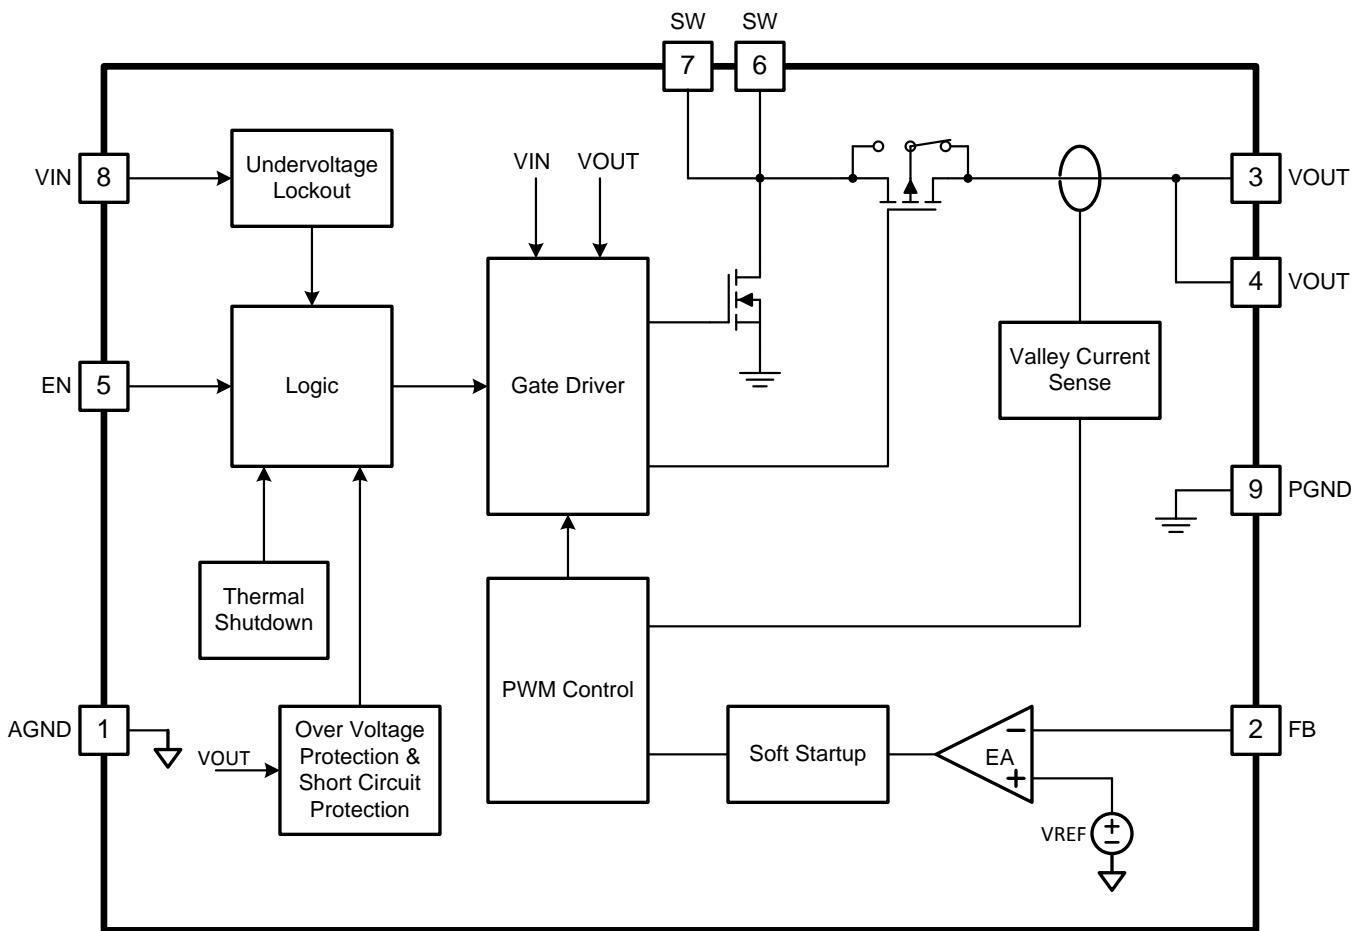 SW
SW
7
6
VIN
8
Undervoltage
Lockout
VIN
VOUT
3
VOUT
4
VOUT
EN
5
Logic
Gate Driver
Valley Current
Sense
9
PGND
Thermal
Shutdown
PWM Control
AGND
1
VOUT
Over Voltage
Protection &
Short Circuit
Protection
Soft Startup
EA
2
FB
VREF